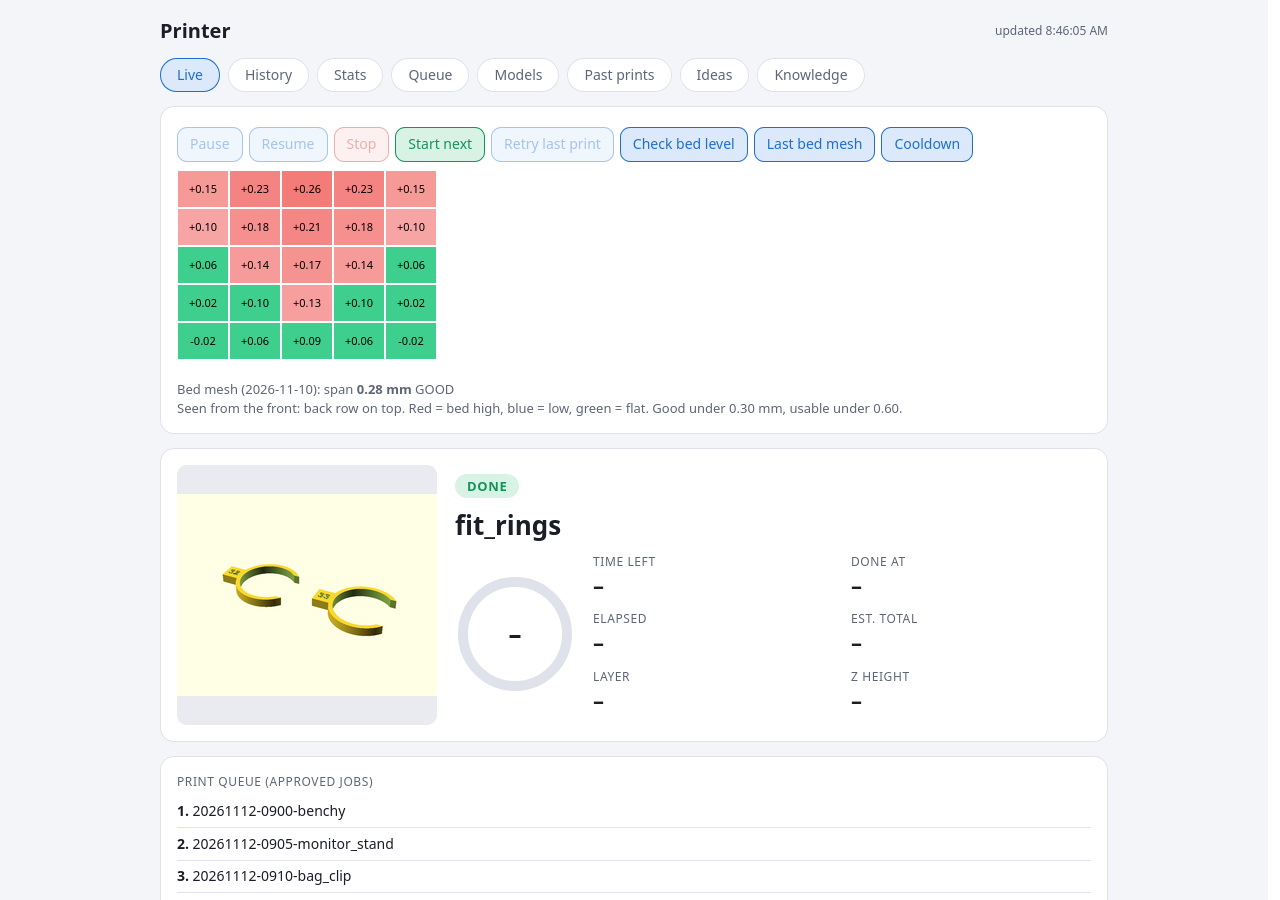 Printer
updated 8:46:05 AM
Live History Stats Queue Models Past prints Ideas Knowledge
Pause Resume Stop Start next Retry last print Check bed level Last bed mesh Cooldown
+0.15 +0.23 +0.26 +0.23 +0.15
+0.10 +0.18 +0.21 +0.18 +0.10
+0.06 +0.14 +0.17 +0.14 +0.06
+0.02 +0.10 +0.13 +0.10 +0.02
-0.02 +0.06 +0.09 +0.06 -0.02
Bed mesh (2026-11-10): span 0.28 mm GOOD
Seen from the front: back row on top. Red = bed high, blue = low, green = flat. Good under 0.30 mm, usable under 0.60.
DONE
fit_rings
–
TIME LEFT
–
DONE AT
–
ELAPSED
–
EST. TOTAL
–
LAYER
–
Z HEIGHT
–
PRINT QUEUE (APPROVED JOBS)
1. 20261112-0900-benchy
2. 20261112-0905-monitor_stand
3. 20261112-0910-bag_clip